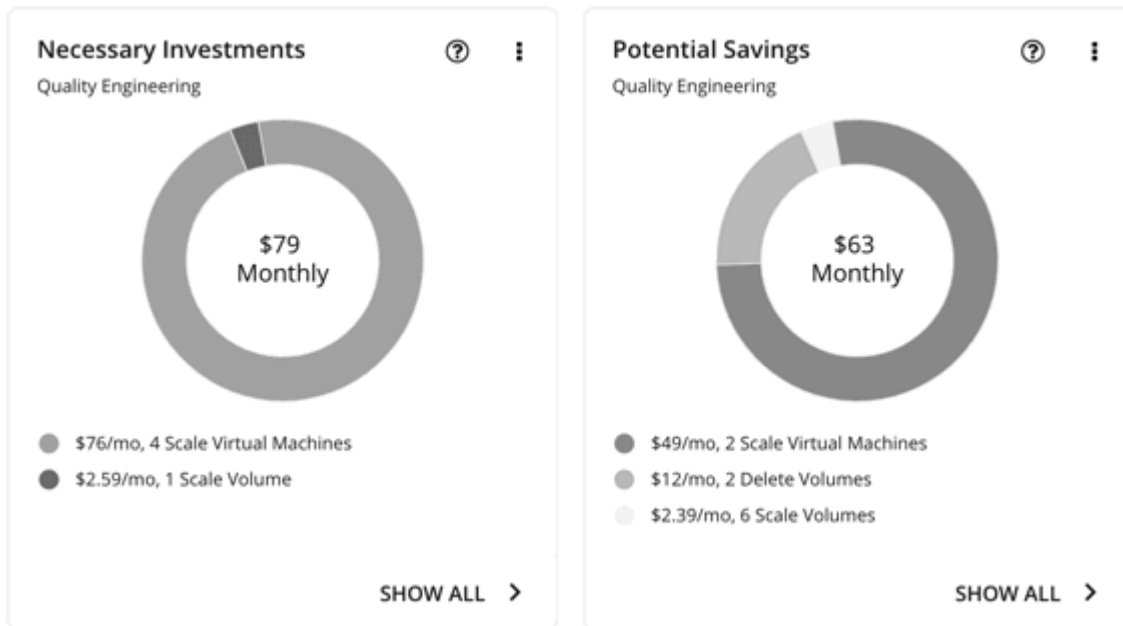 Necessary Investments
Quality Engineering
$79
Monthly
$76/mo, 4 Scale Virtual Machines
$2.59/mo, 1 Scale Volume
SHOW ALL
Potential Savings
Quality Engineering
$63
Monthly
$49/mo, 2 Scale Virtual Machines
$12/mo, 2 Delete Volumes
$2.39/mo, 6 Scale Volumes
SHOW ALL